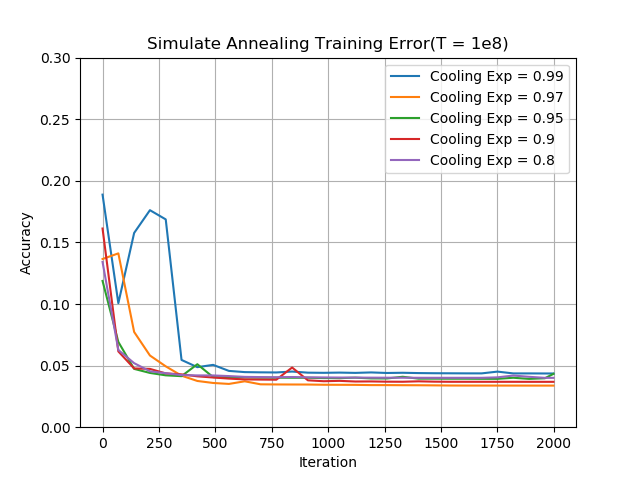 Simulate Annealing Training Error(T = 1e8)
0.30
0.25
0.20
0.15
0.10
0.05
0.00
Accuracy
Cooling Exp = 0.99
Cooling Exp = 0.97
Cooling Exp = 0.95
Cooling Exp = 0.9
Cooling Exp = 0.8
0 250 500 750 1000 1250 1500 1750 2000
Iteration